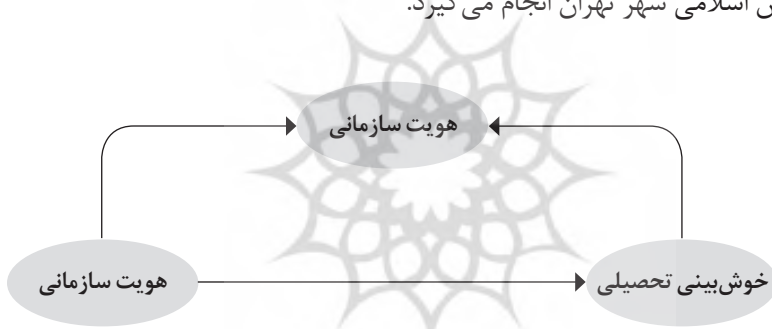 اسلامی شهر تهران انجام می‌گیرد.
هویت سازمانی
خوش‌بینی تحصیلی
هویت سازمانی